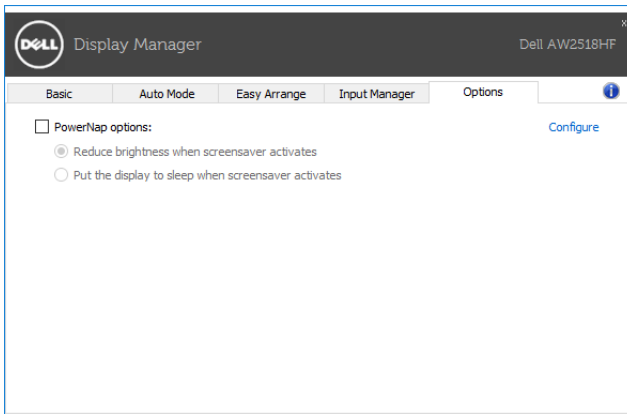 x
DELL Display Manager Dell AW2518HF
Basic Auto Mode Easy Arrange Input Manager Options i
PowerNap options: Configure
Reduce brightness when screensaver activates
Put the display to sleep when screensaver activates